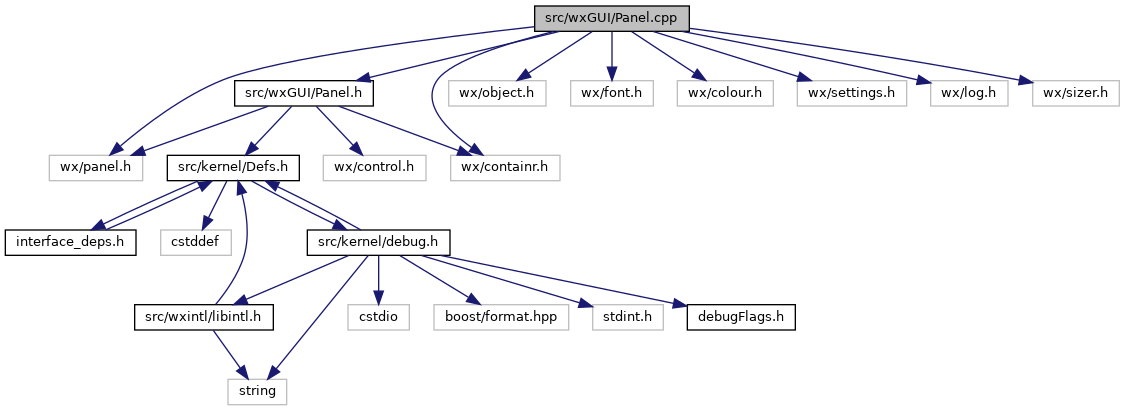 src/wxGUI/Panel.cpp
src/wxGUI/Panel.h
wx/object.h
wx/font.h
wx/colour.h
wx/settings.h
wx/log.h
wx/sizer.h
wx/panel.h
src/kernel/Defs.h
wx/control.h
wx/containr.h
interface_deps.h
cstddef
src/kernel/debug.h
src/wxintl/libintl.h
cstdio
boost/format.hpp
stdint.h
debugFlags.h
string